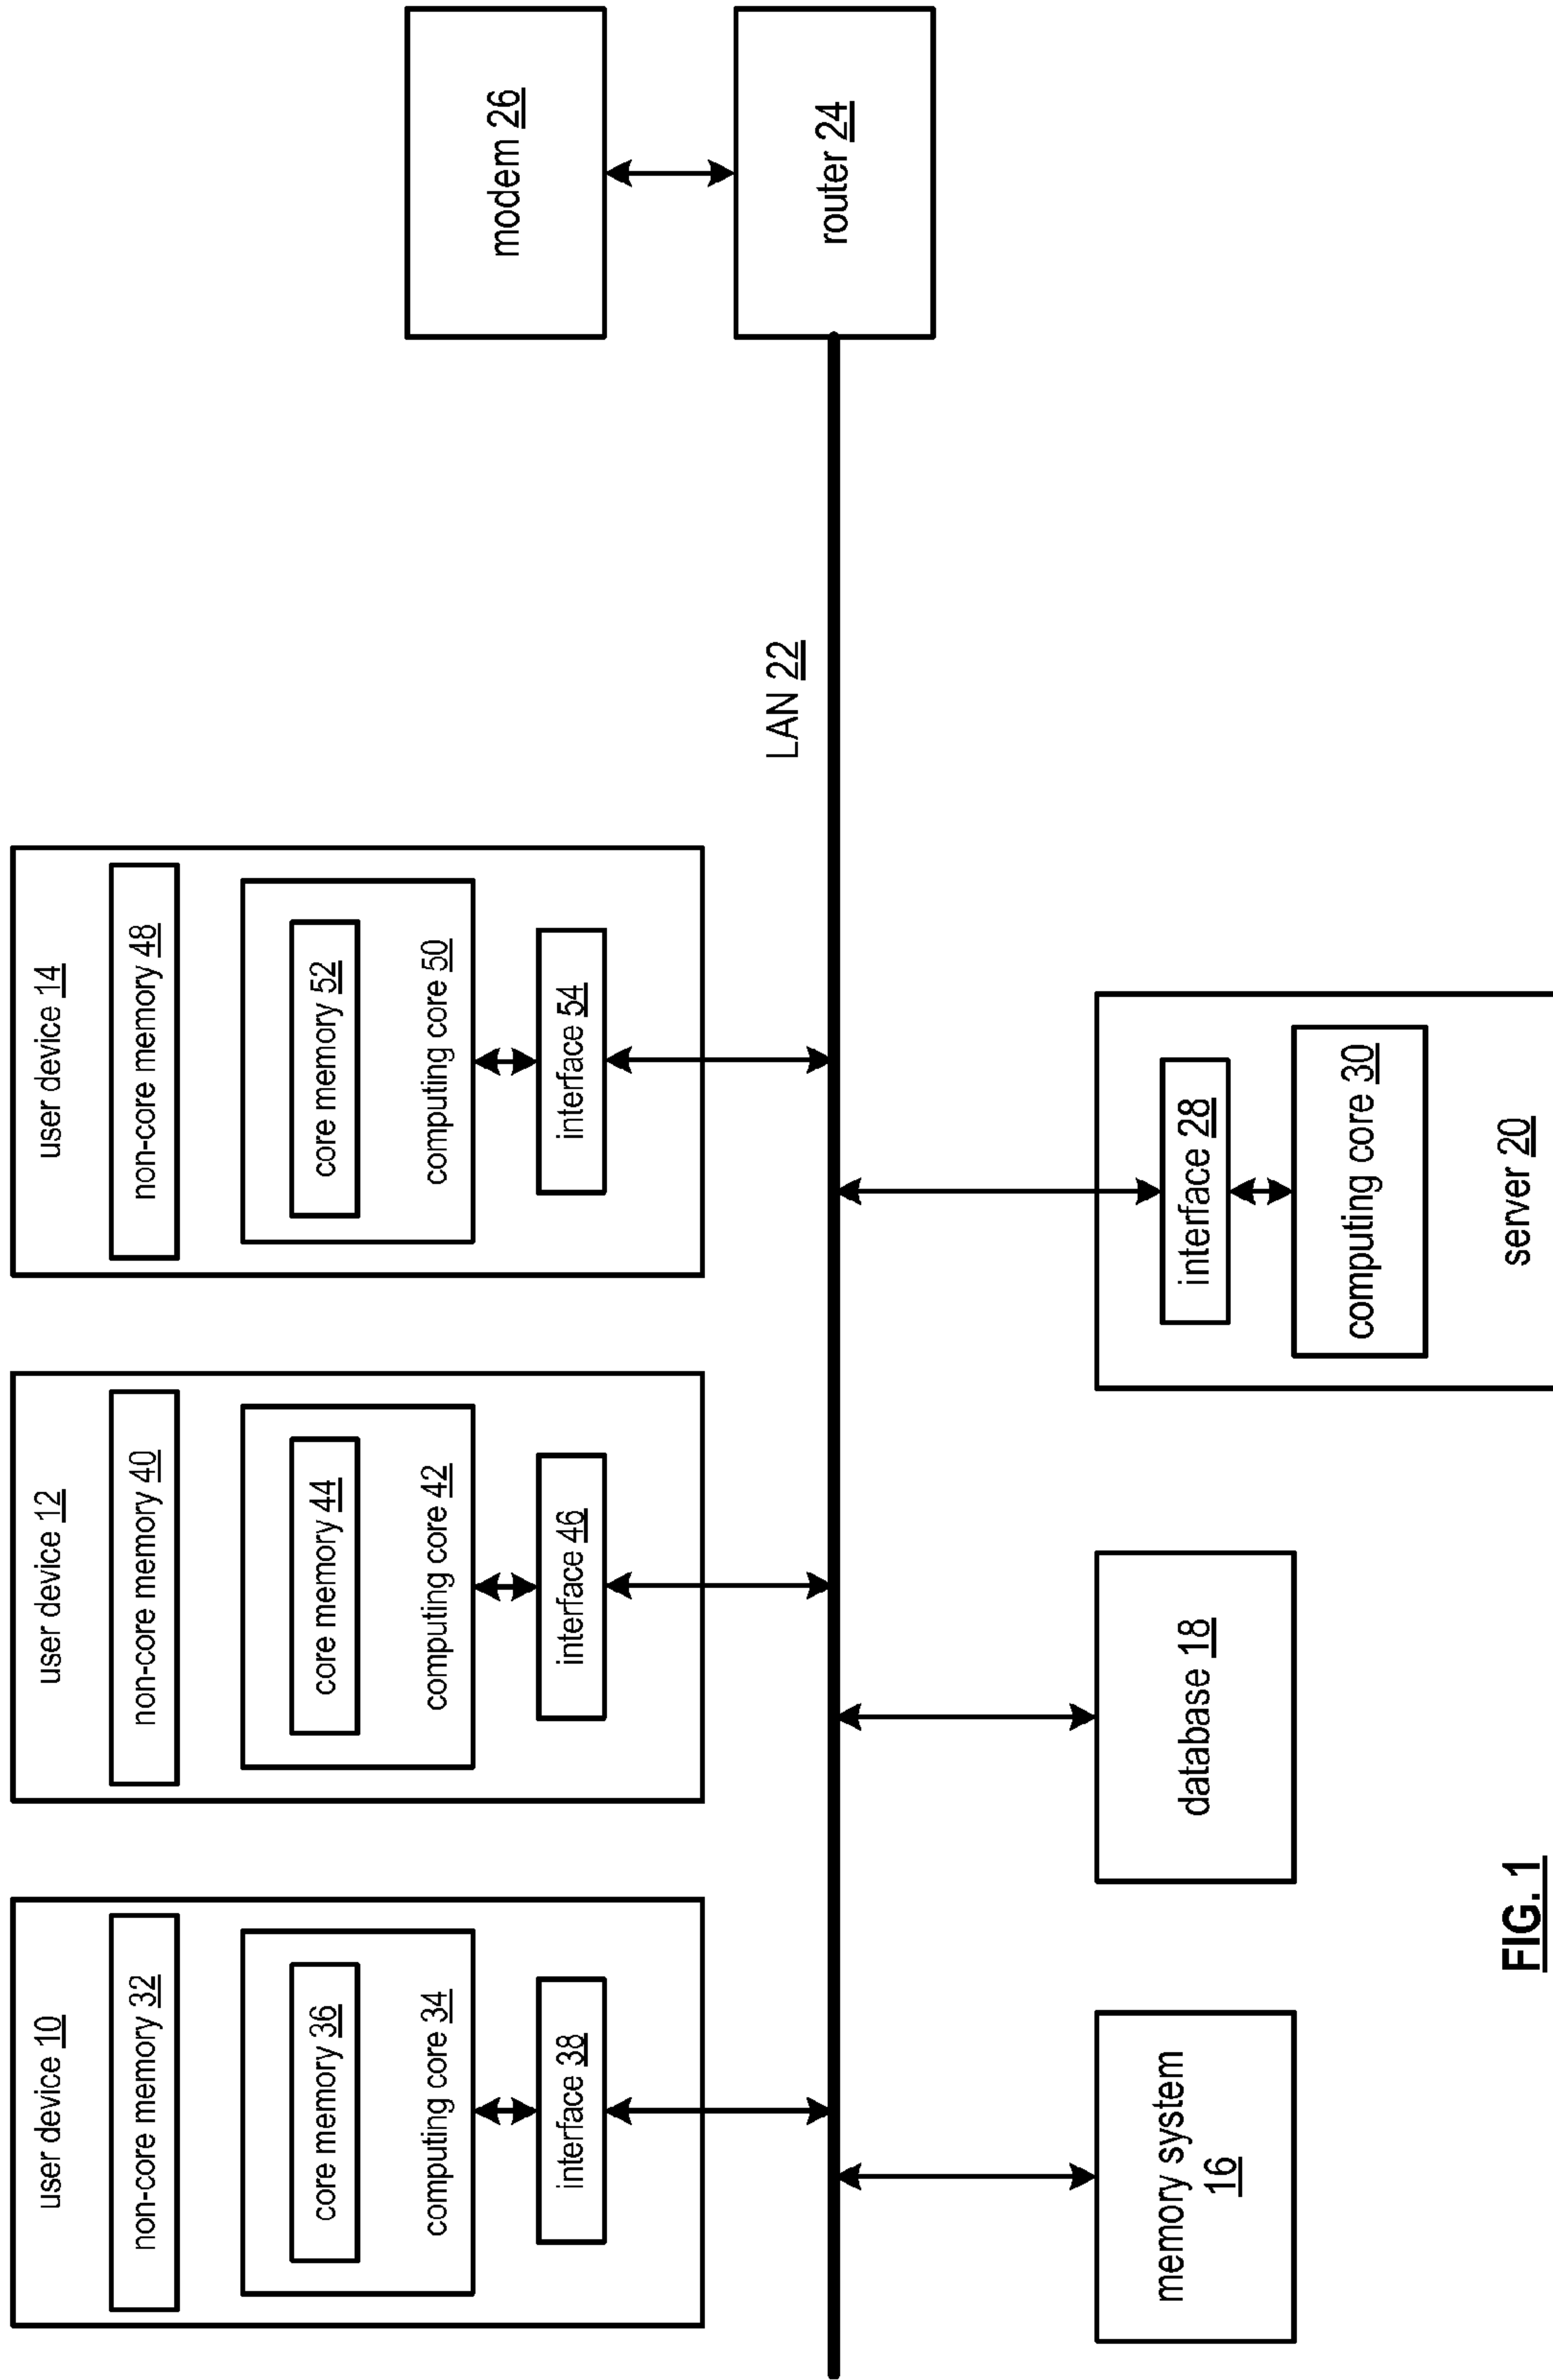 user device 10
non-core memory 32
core memory 36
computing core 34
interface 38
user device 12
non-core memory 40
core memory 44
computing core 42
interface 46
user device 14
non-core memory 48
core memory 52
computing core 50
interface 54
modem 26
router 24
LAN 22
memory system
16
database 18
interface 28
computing core 30
server 20
FIG. 1